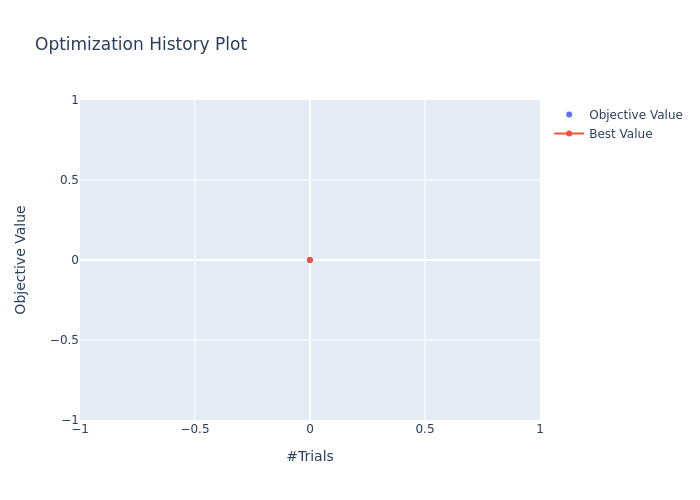 Optimization History Plot
Objective Value
Best Value
1
0.5
0
−0.5
−1
Objective Value
−1
−0.5
0
0.5
1
#Trials